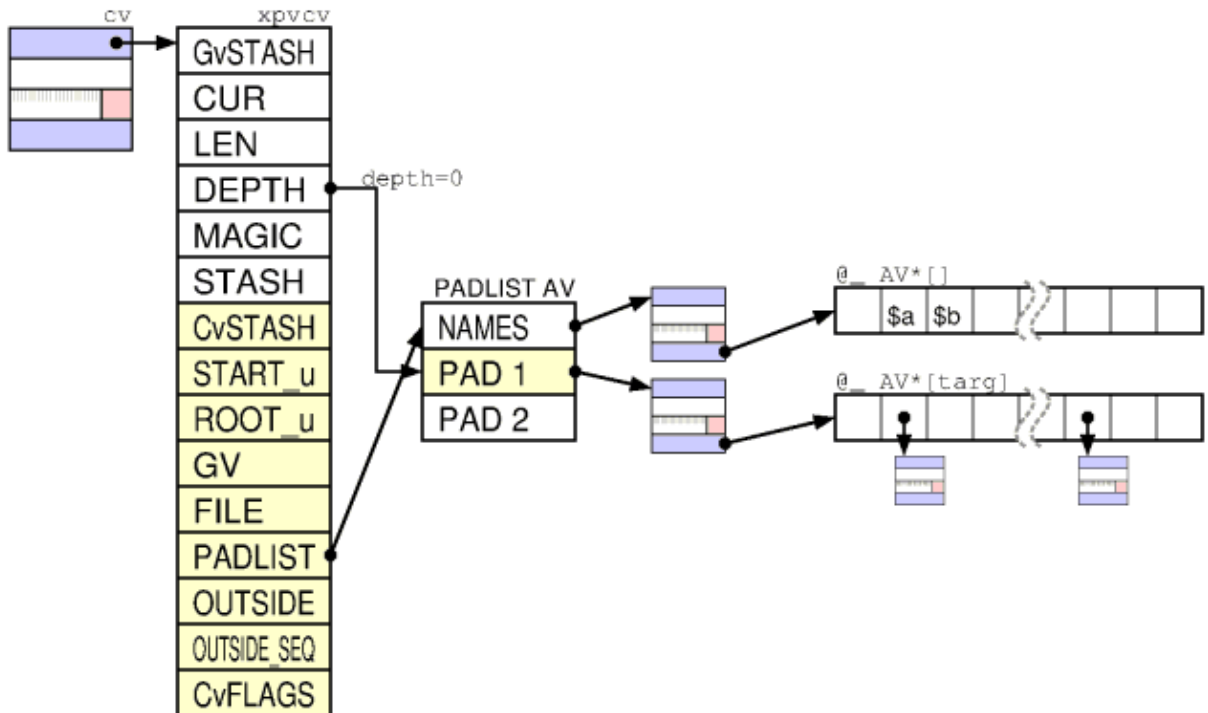 cv
xpvcv
GvSTASH
CUR
LEN
DEPTH
depth=0
MAGIC
STASH
CvSTASH
START_u
ROOT_u
GV
FILE
PADLIST
OUTSIDE
OUTSIDE_SEQ
CvFLAGS
PADLIST AV
NAMES
PAD 1
PAD 2
@_ AV*[]
$a $b
@_ AV*[targ]